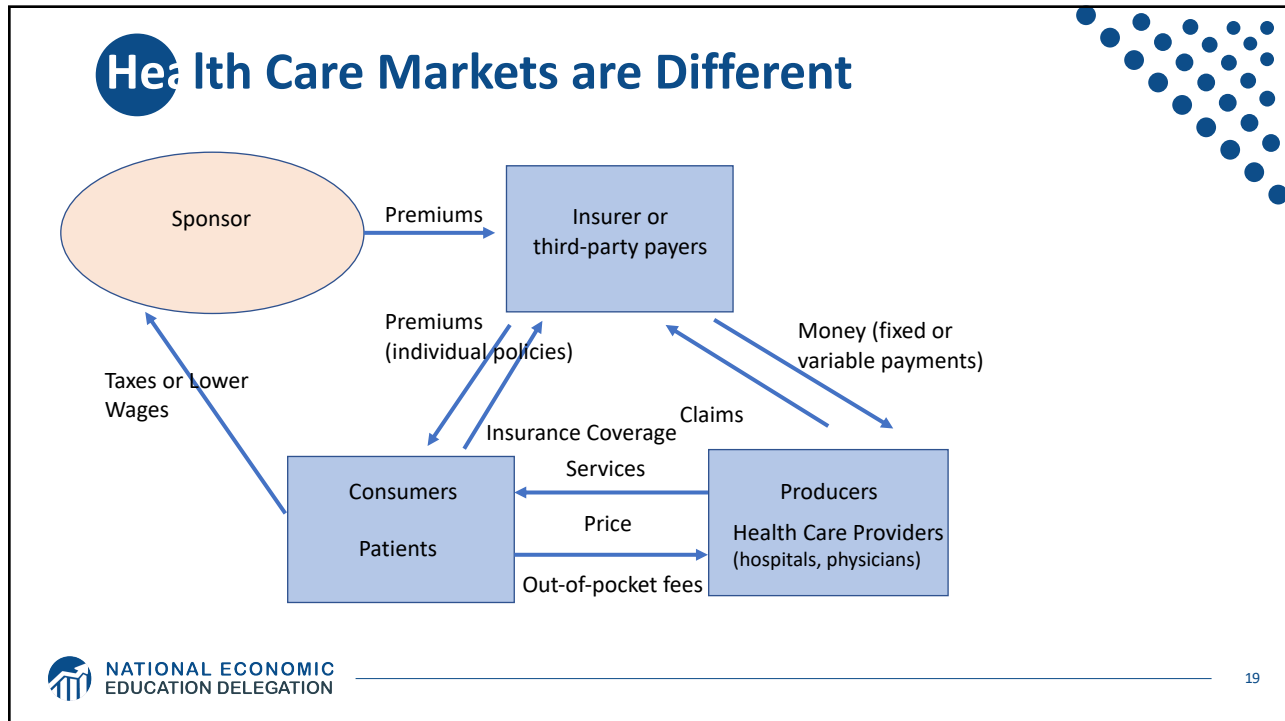 Health Care Markets are Different
Sponsor
Premiums
Insurer or
third-party payers
Premiums
(individual policies)
Money (fixed or
variable payments)
Taxes or Lower
Wages
Claims
Insurance Coverage
Services
Consumers
Patients
Price
Out-of-pocket fees
Producers
Health Care Providers
(hospitals, physicians)
NATIONAL ECONOMIC
EDUCATION DELEGATION
19